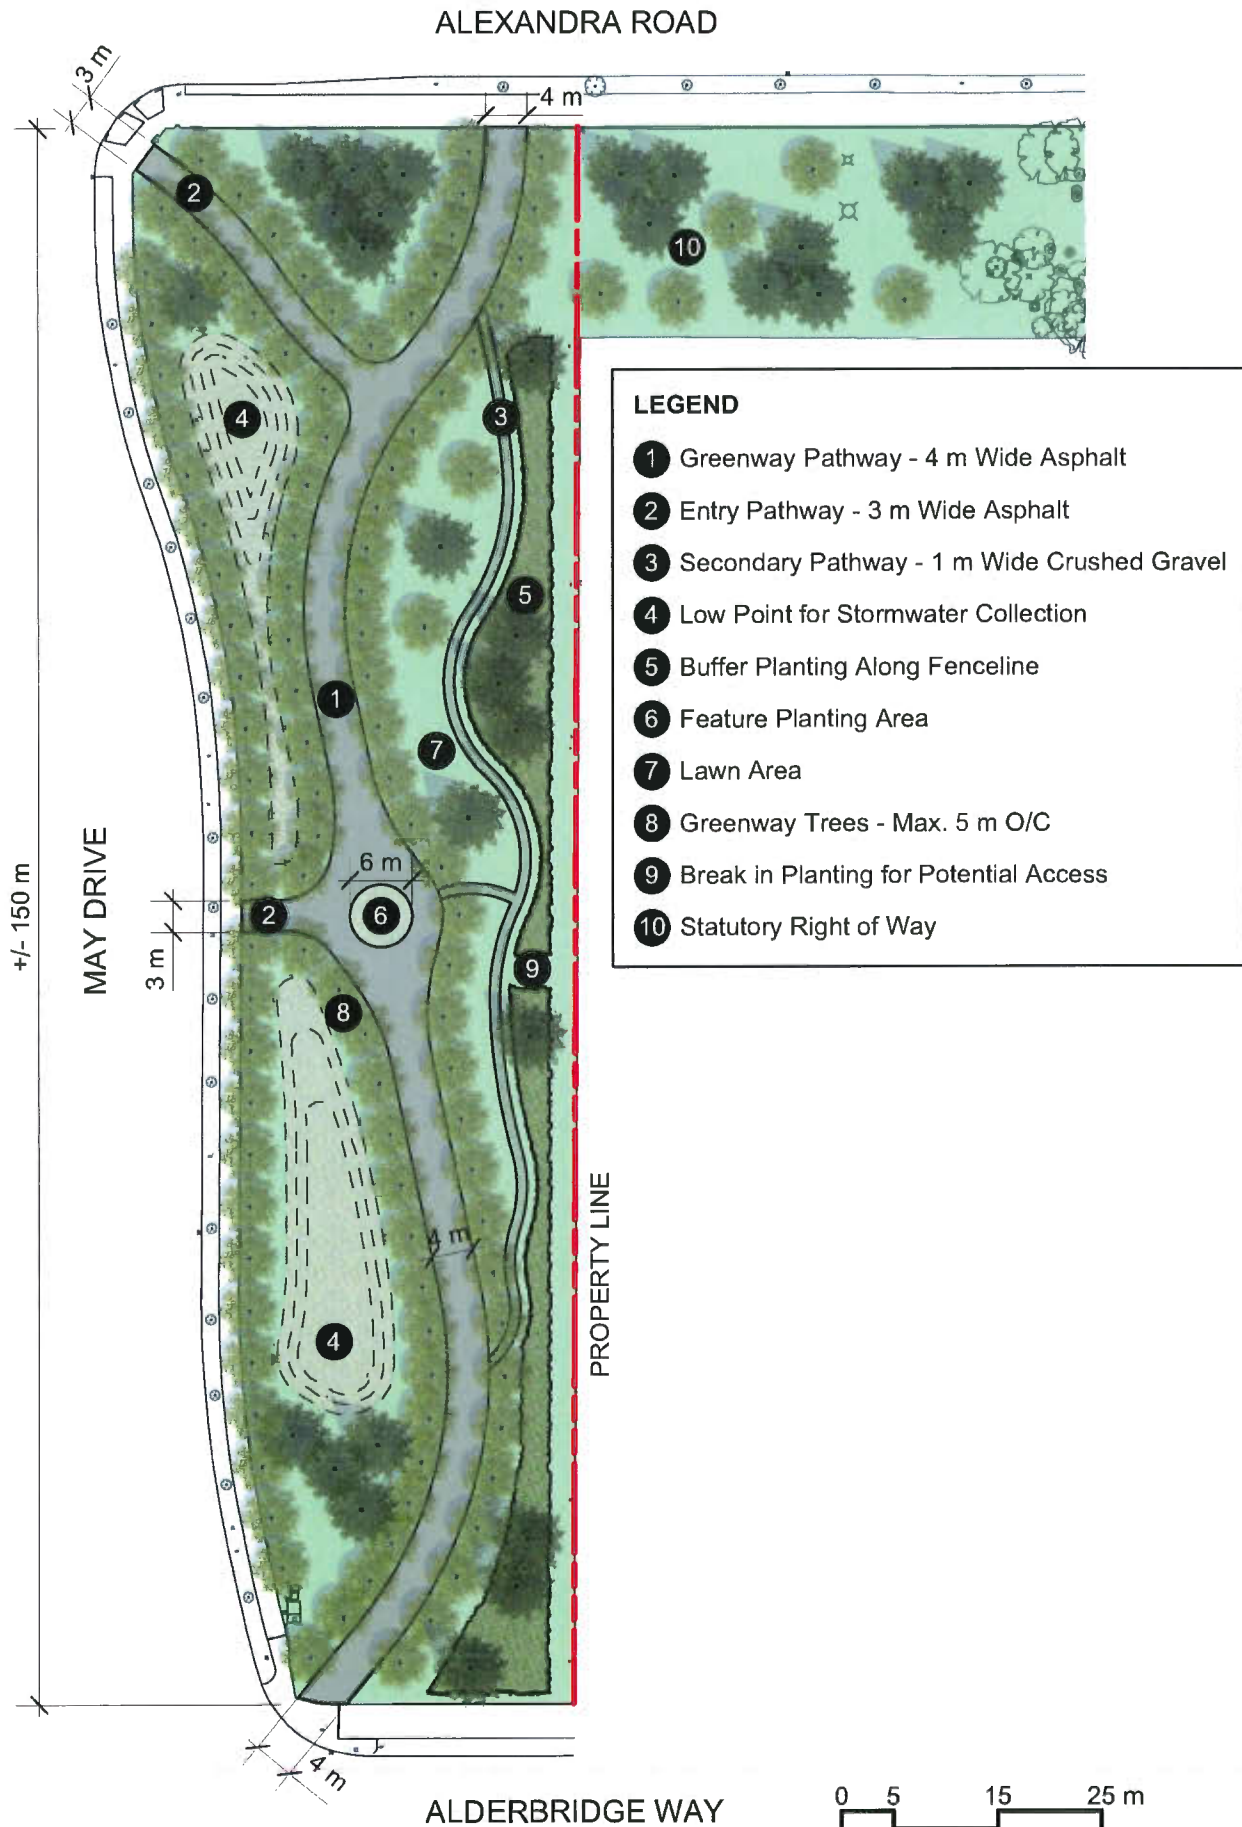 ALEXANDRA ROAD
3 m
4 m
2
10
4
3
LEGEND
1 Greenway Pathway - 4 m Wide Asphalt
2 Entry Pathway - 3 m Wide Asphalt
3 Secondary Pathway - 1 m Wide Crushed Gravel
4 Low Point for Stormwater Collection
5 Buffer Planting Along Fenceline
6 Feature Planting Area
7 Lawn Area
8 Greenway Trees - Max. 5 m O/C
9 Break in Planting for Potential Access
10 Statutory Right of Way
5
1
7
6 m
2
6
3 m
9
8
MAY DRIVE
+/- 150 m
4 m
PROPERTY LINE
4
4 m
ALDERBRIDGE WAY
0 5 15 25 m